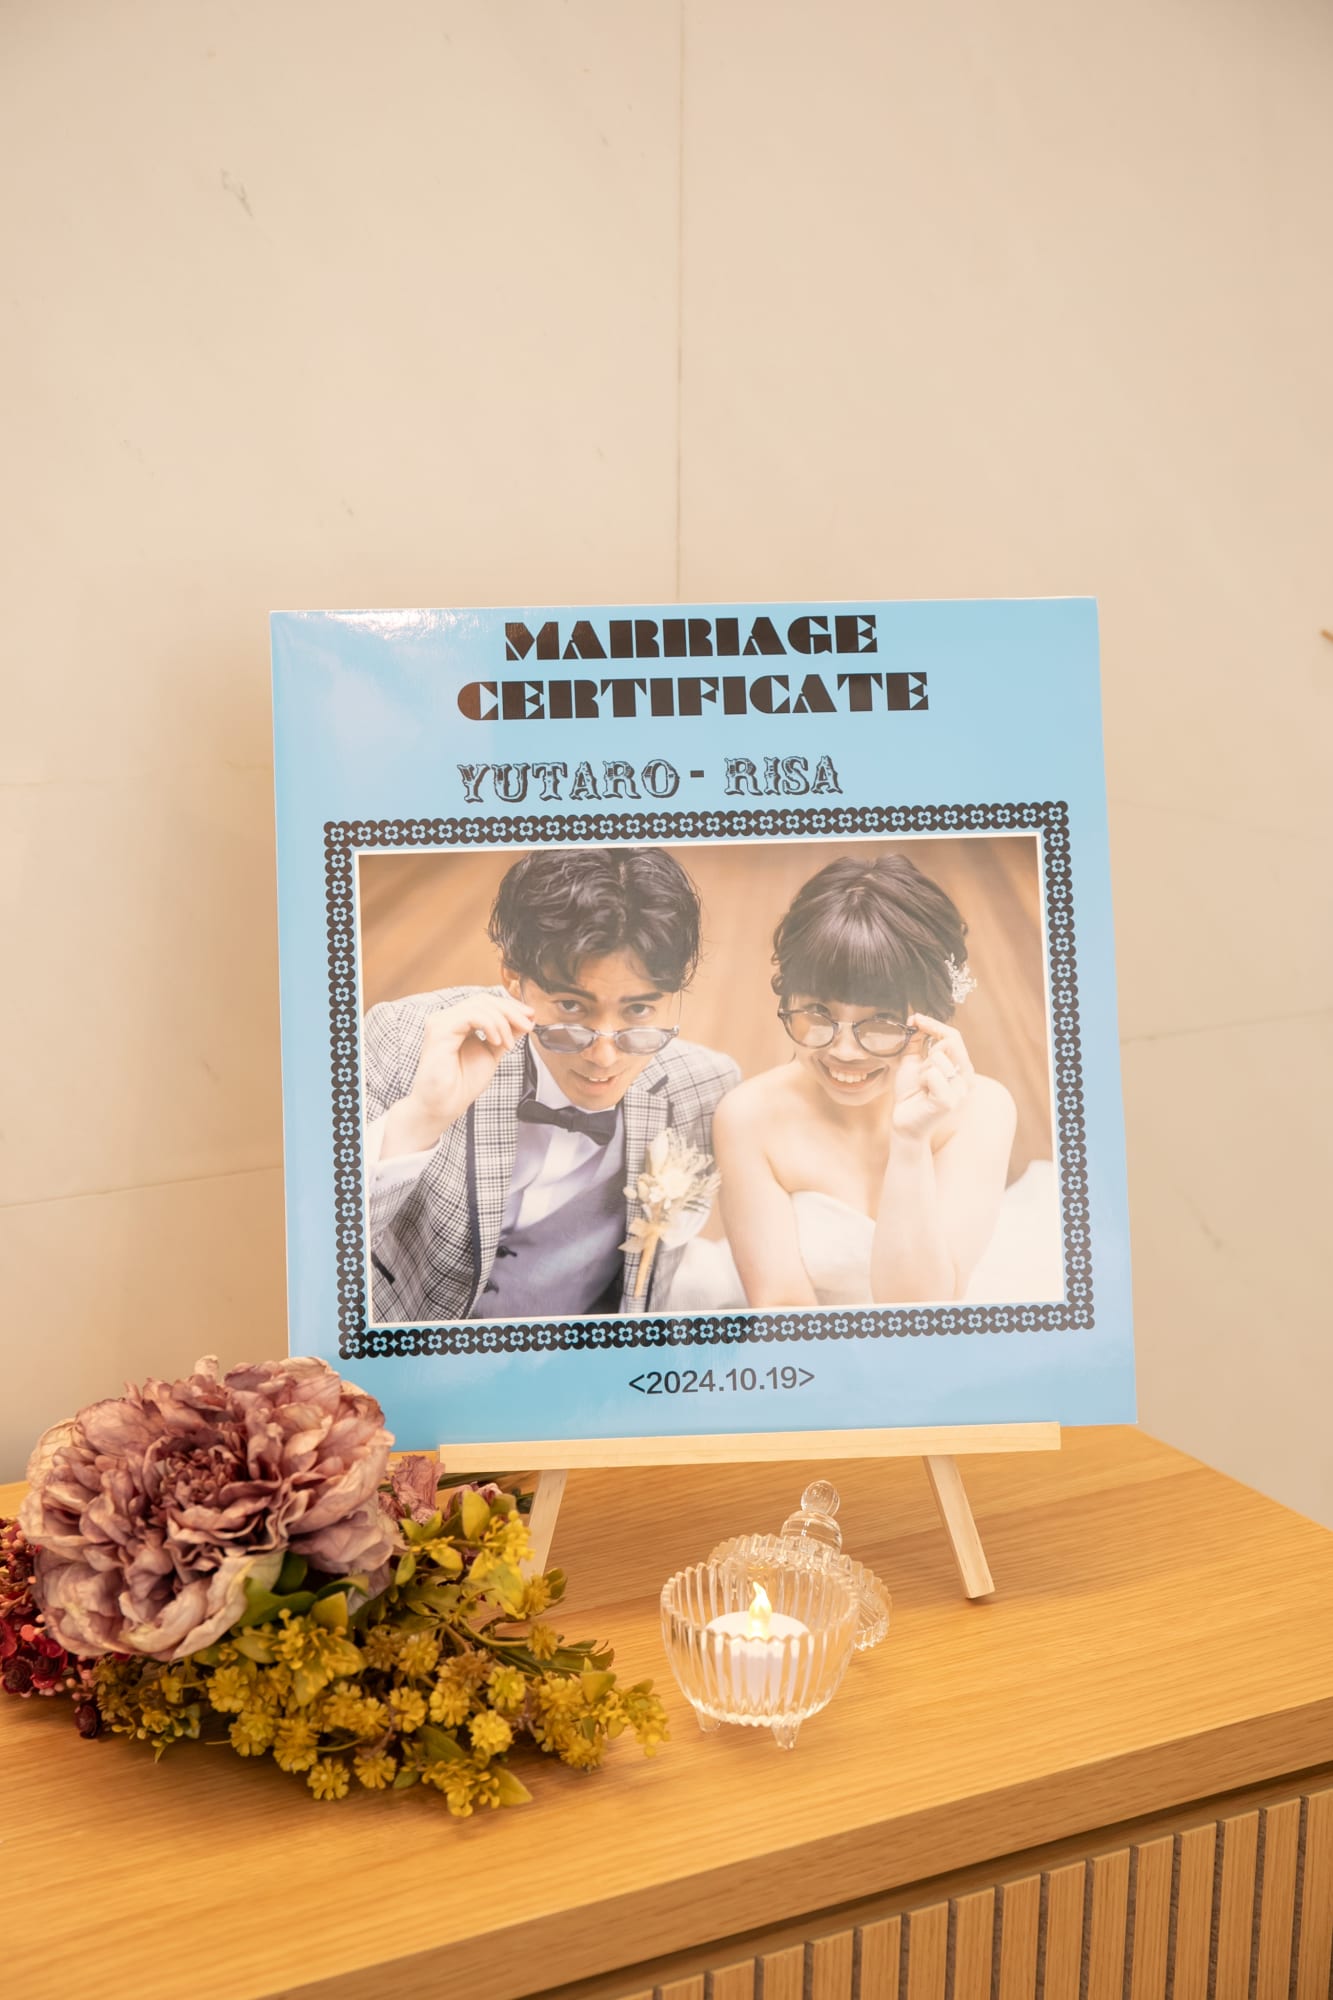 MARRIAGE
CERTIFICATE
YUTARO - RISA
<2024.10.19>